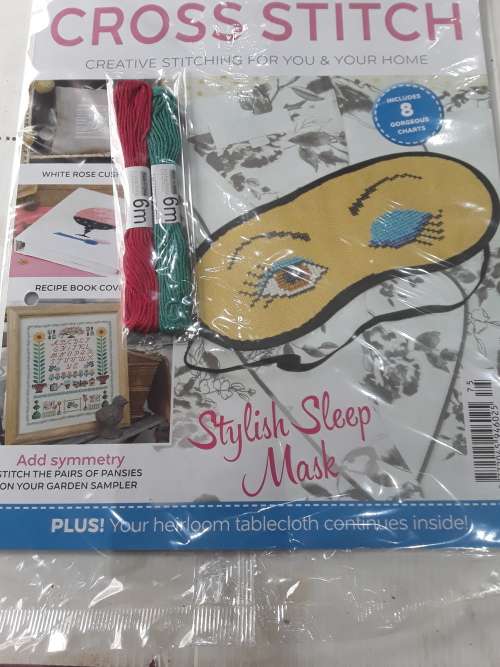 CROSS STITCH
CREATIVE STITCHING FOR YOU & YOUR HOME
INCLUDES
8
GORGEOUS
CHARTS
WHITE ROSE
6m
6m
RECIPE BOOK
Stylish Sleep
Mask
Add symmetry
STITCH THE PAIRS OF PANSIES
ON YOUR GARDEN SAMPLER
75
PLUS! Your heirloom tablecloth continues inside!